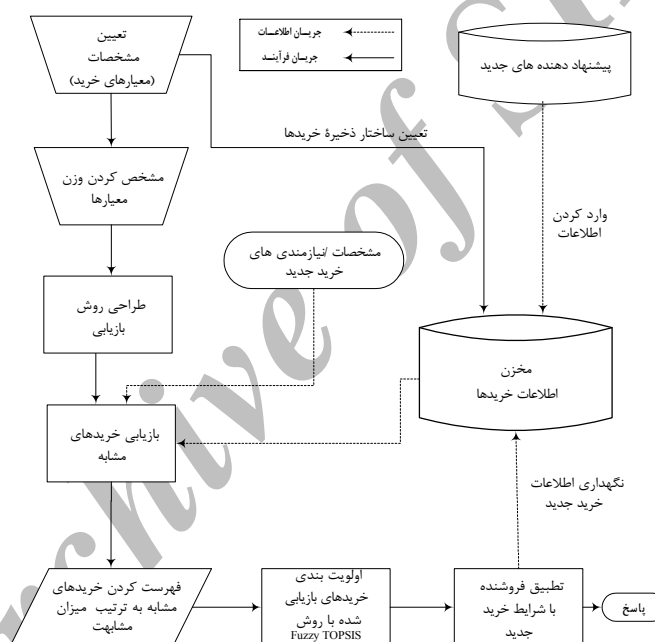 تعیین
مشخصات
(معیارهای خرید)
جریـان اطلاعـات
جریـان فرآینـد
پیشنهاد دهنده های جدید
تعیین ساختار ذخیرۀ خریدها
مشخص کردن وزن
معیارها
وارد کردن
اطلاعات
مشخصات /نیازمندی های
خرید جدید
طراحی روش
بازیابی
مخزن
اطلاعات خریدها
بازیابی خریدهای
مشابه
نگهداری اطلاعات
خرید جدید
فهرست کردن خریدهای
مشابه به ترتیب میزان
مشابهت
اولویت بندی
خریدهای بازیابی
شده با روش
Fuzzy TOPSIS
تطبیق فروشنده
با شرایط خرید
جدید
پاسخ
rchive of S